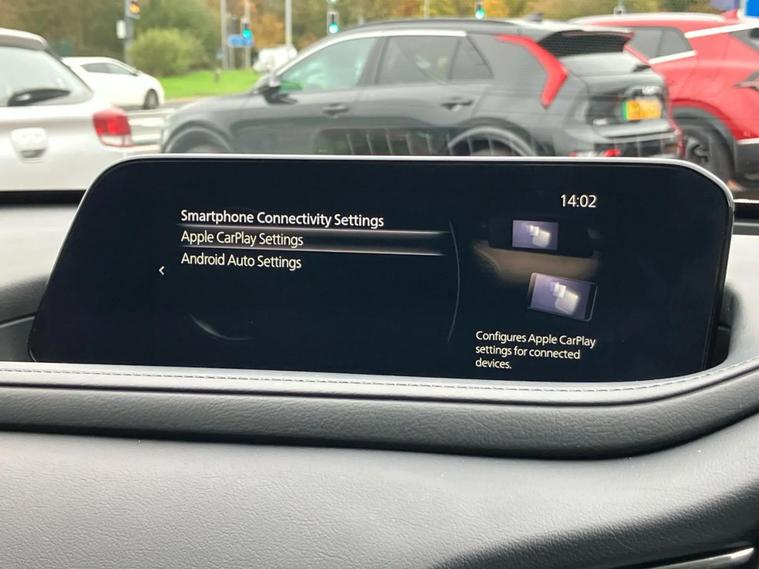 14:02
Smartphone Connectivity Settings
Apple CarPlay Settings
Android Auto Settings
<
Configures Apple CarPlay
settings for connected
devices.